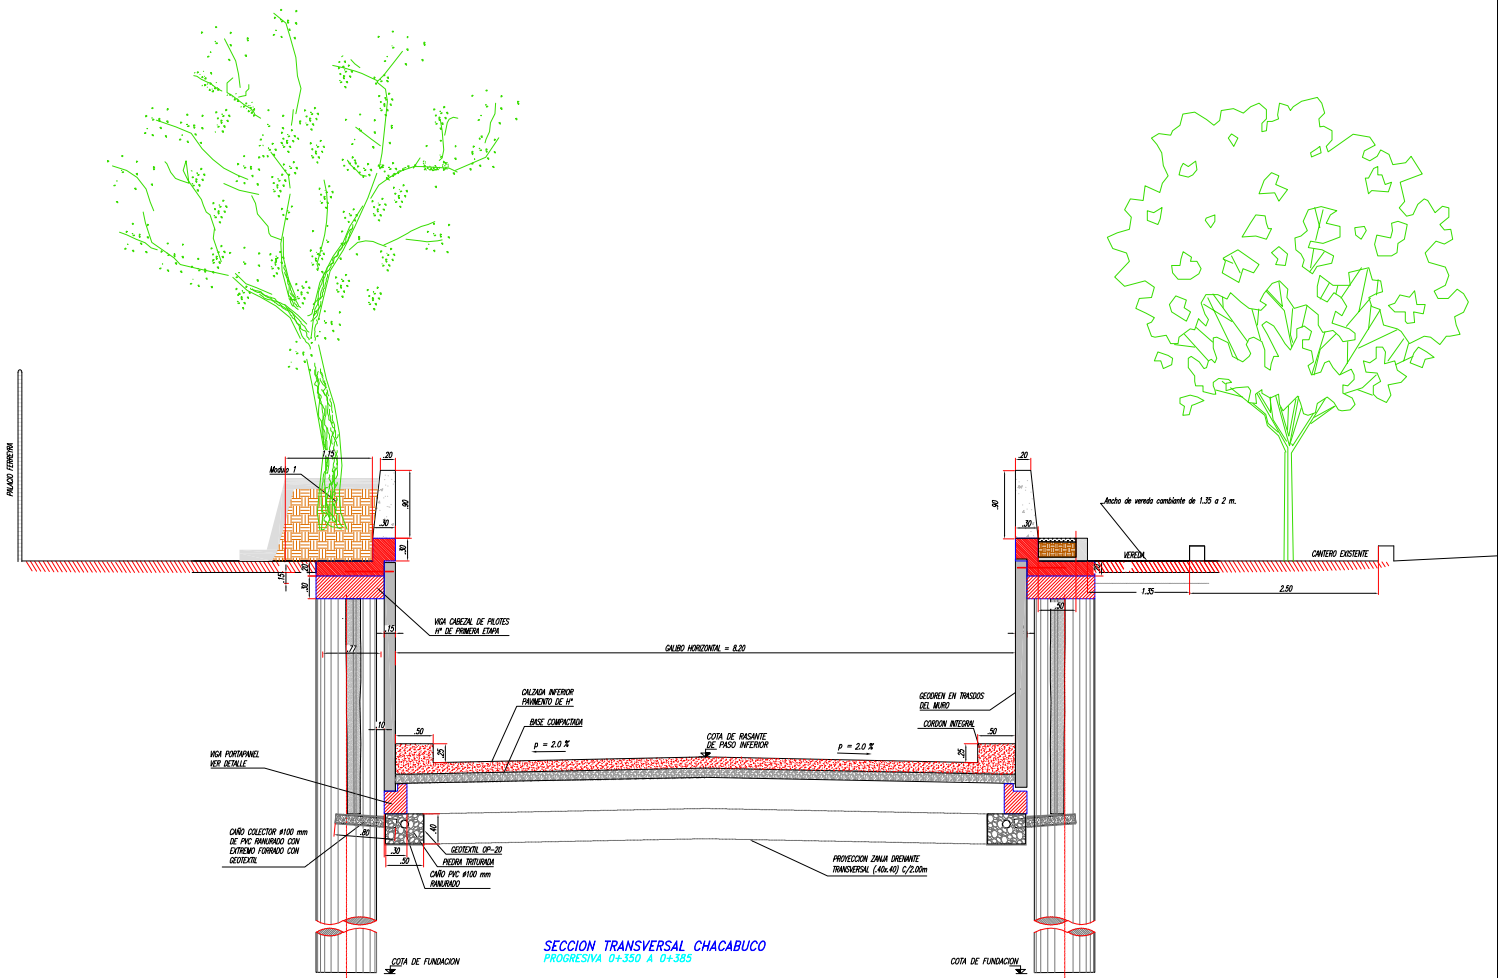 PALACIO FERREYRA
1.15
Modulo 1
.20
.90
.30
.30
.20
.15
.30
.20
.90
.30
Ancho de vereda cambiante de 1.35 a 2 m.
VEREDA
CANTERO EXISTENTE
.20
1.35
2.50
.50
VIGA CABEZAL DE PILOTES
Hº DE PRIMERA ETAPA
.15
.77
GALIBO HORIZONTAL = 8.20
CALZADA INFERIOR
PAVIMENTO DE Hº
BASE COMPACTADA
GEODREN EN TRASDOS
DEL MURO
CORDON INTEGRAL
.10
.50
.25
p = 2.0 %
COTA DE RASANTE
DE PASO INFERIOR
p = 2.0 %
.50
.25
VIGA PORTAPANEL
VER DETALLE
CAÑO COLECTOR ø100 mm
DE PVC RANURADO CON
EXTREMO FORRADO CON
GEOTEXTIL
.80
.40
.30
.50
GEOTEXTIL OP-20
PIEDRA TRITURADA
CAÑO PVC ø100 mm
RANURADO
PROYECCION ZANJA DRENANTE
TRANSVERSAL (.40x.40) C/2.00m
SECCION TRANSVERSAL CHACABUCO
PROGRESIVA 0+350 A 0+385
COTA DE FUNDACION
COTA DE FUNDACION